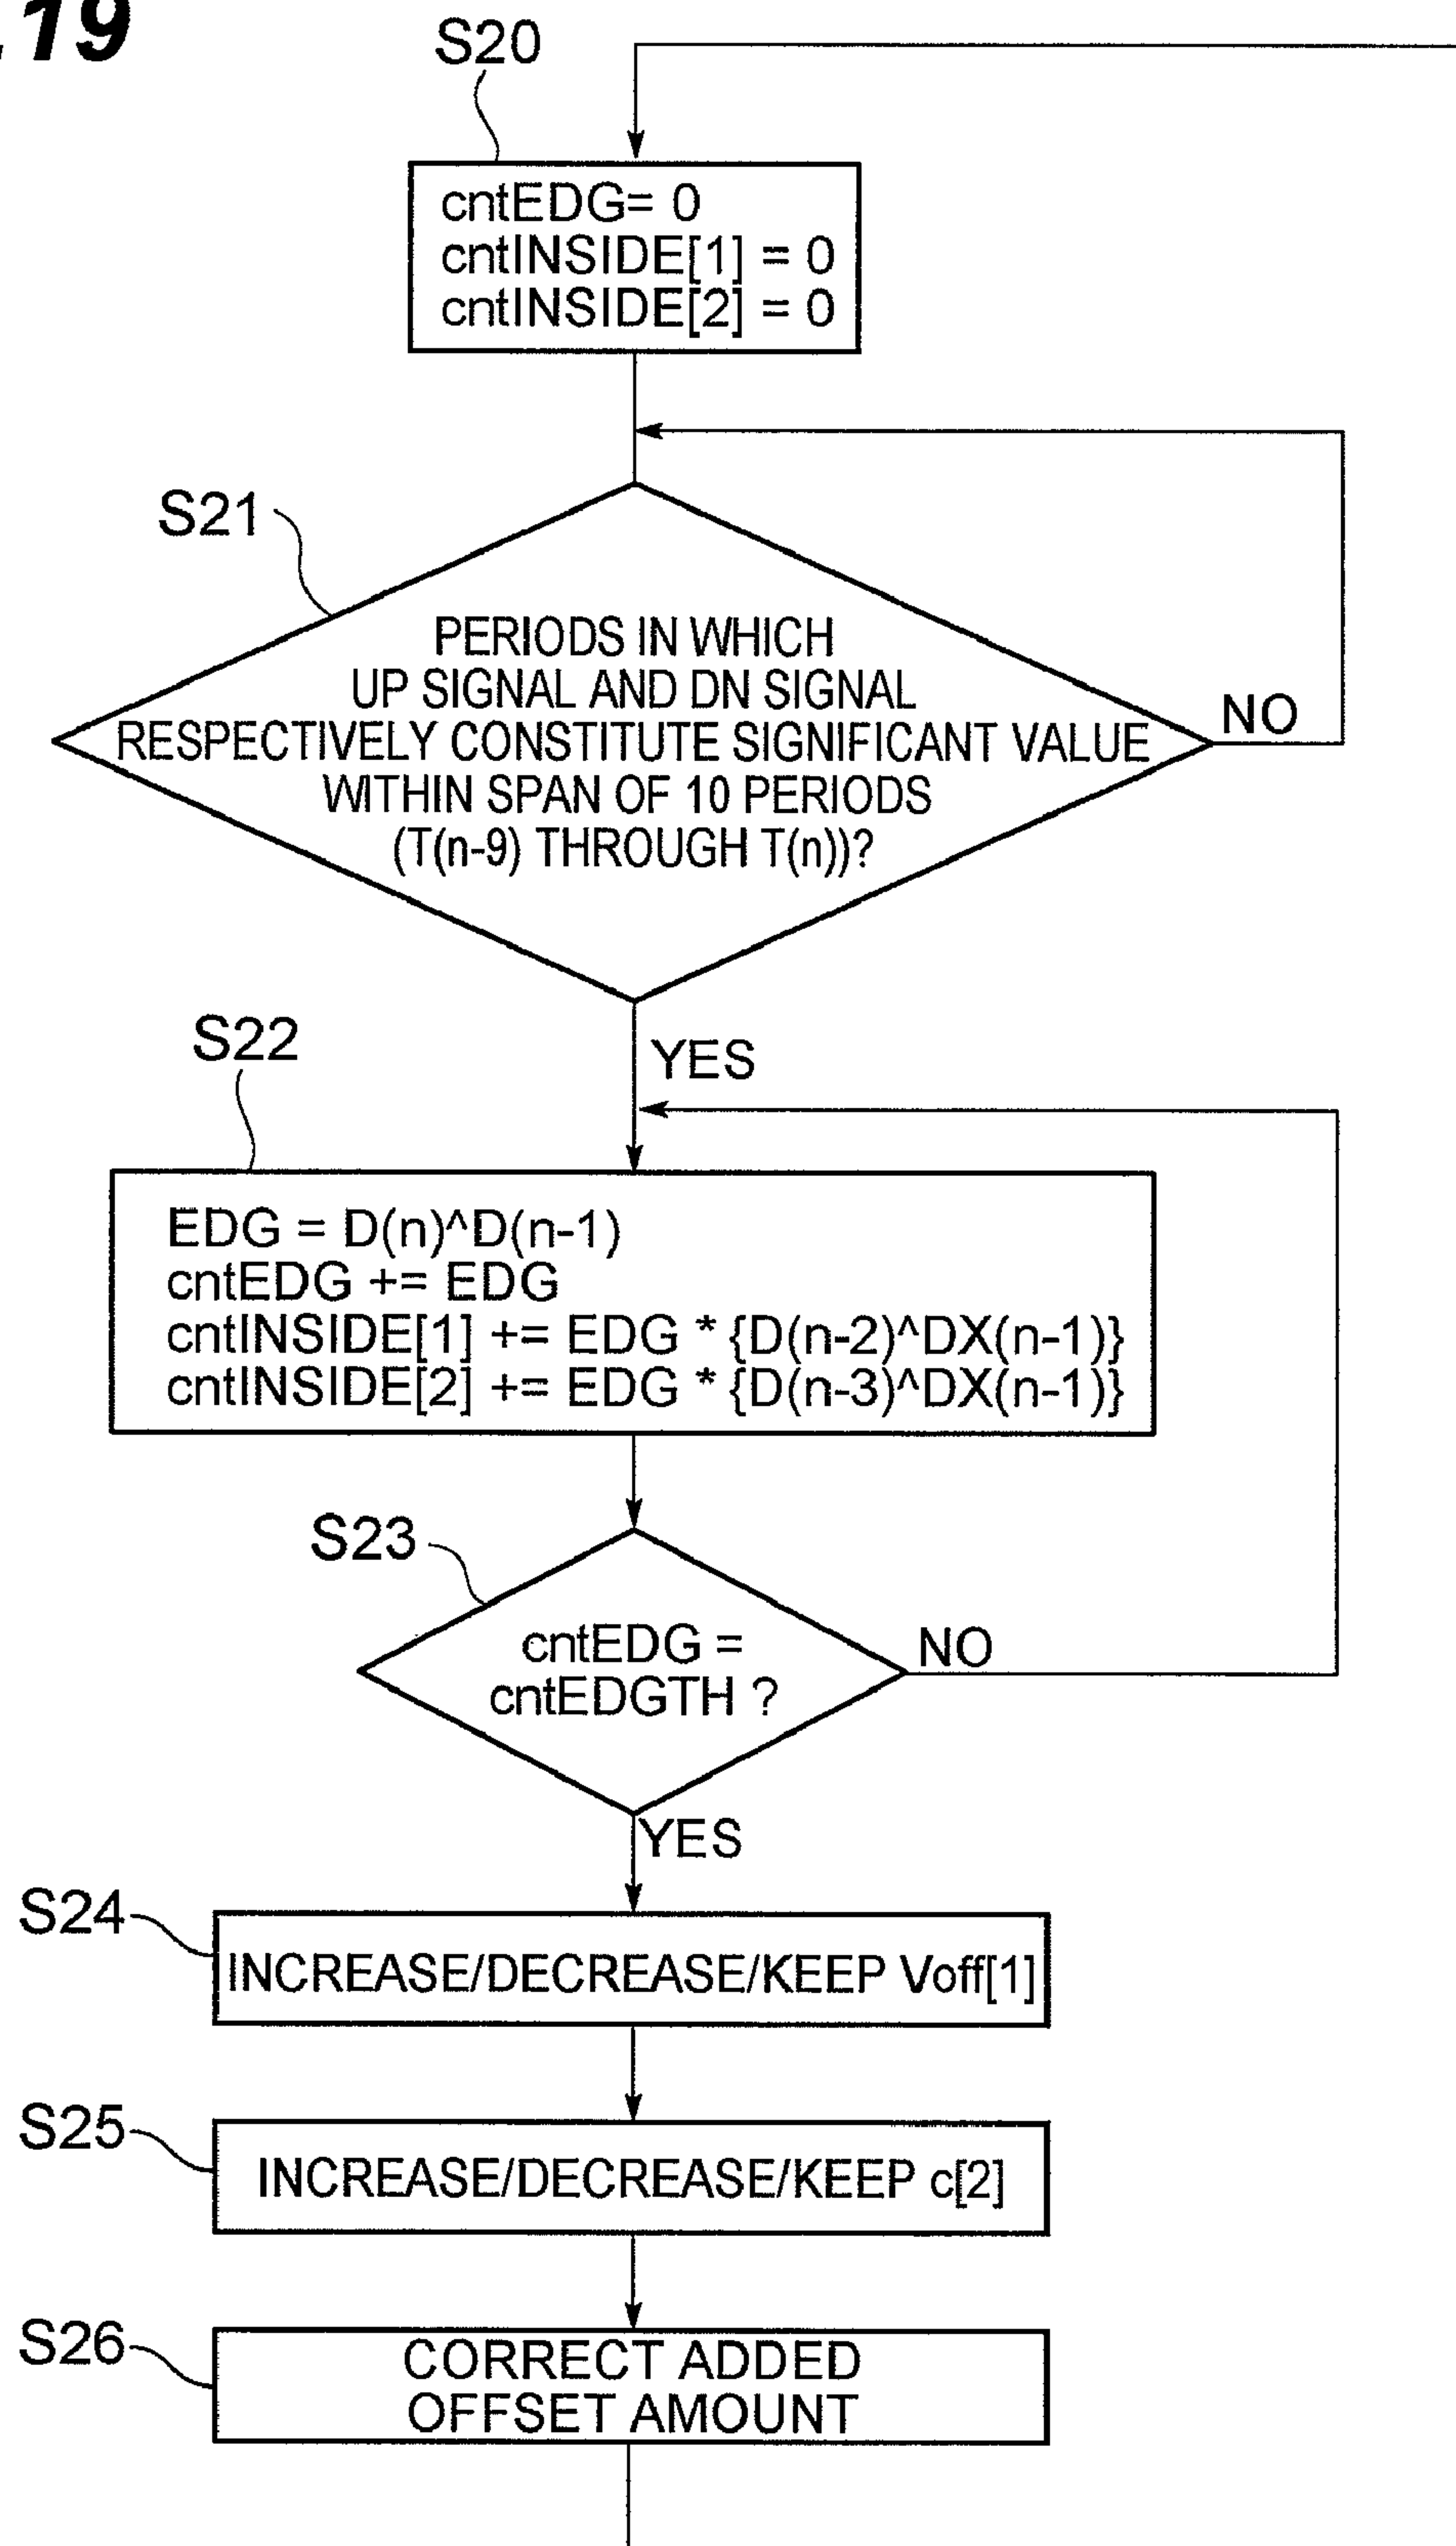 .19
S20
cntEDG= 0
cntINSIDE[1] = 0
cntINSIDE[2] = 0
S21
PERIODS IN WHICH
UP SIGNAL AND DN SIGNAL
RESPECTIVELY CONSTITUTE SIGNIFICANT VALUE
WITHIN SPAN OF 10 PERIODS
(T(n-9) THROUGH T(n))?
NO
YES
S22
EDG = D(n)^D(n-1)
cntEDG += EDG
cntINSIDE[1] += EDG * {D(n-2)^DX(n-1)}
cntINSIDE[2] += EDG * {D(n-3)^DX(n-1)}
S23
cntEDG =
cntEDGTH ?
NO
YES
S24
INCREASE/DECREASE/KEEP Voff[1]
S25
INCREASE/DECREASE/KEEP c[2]
S26
CORRECT ADDED
OFFSET AMOUNT